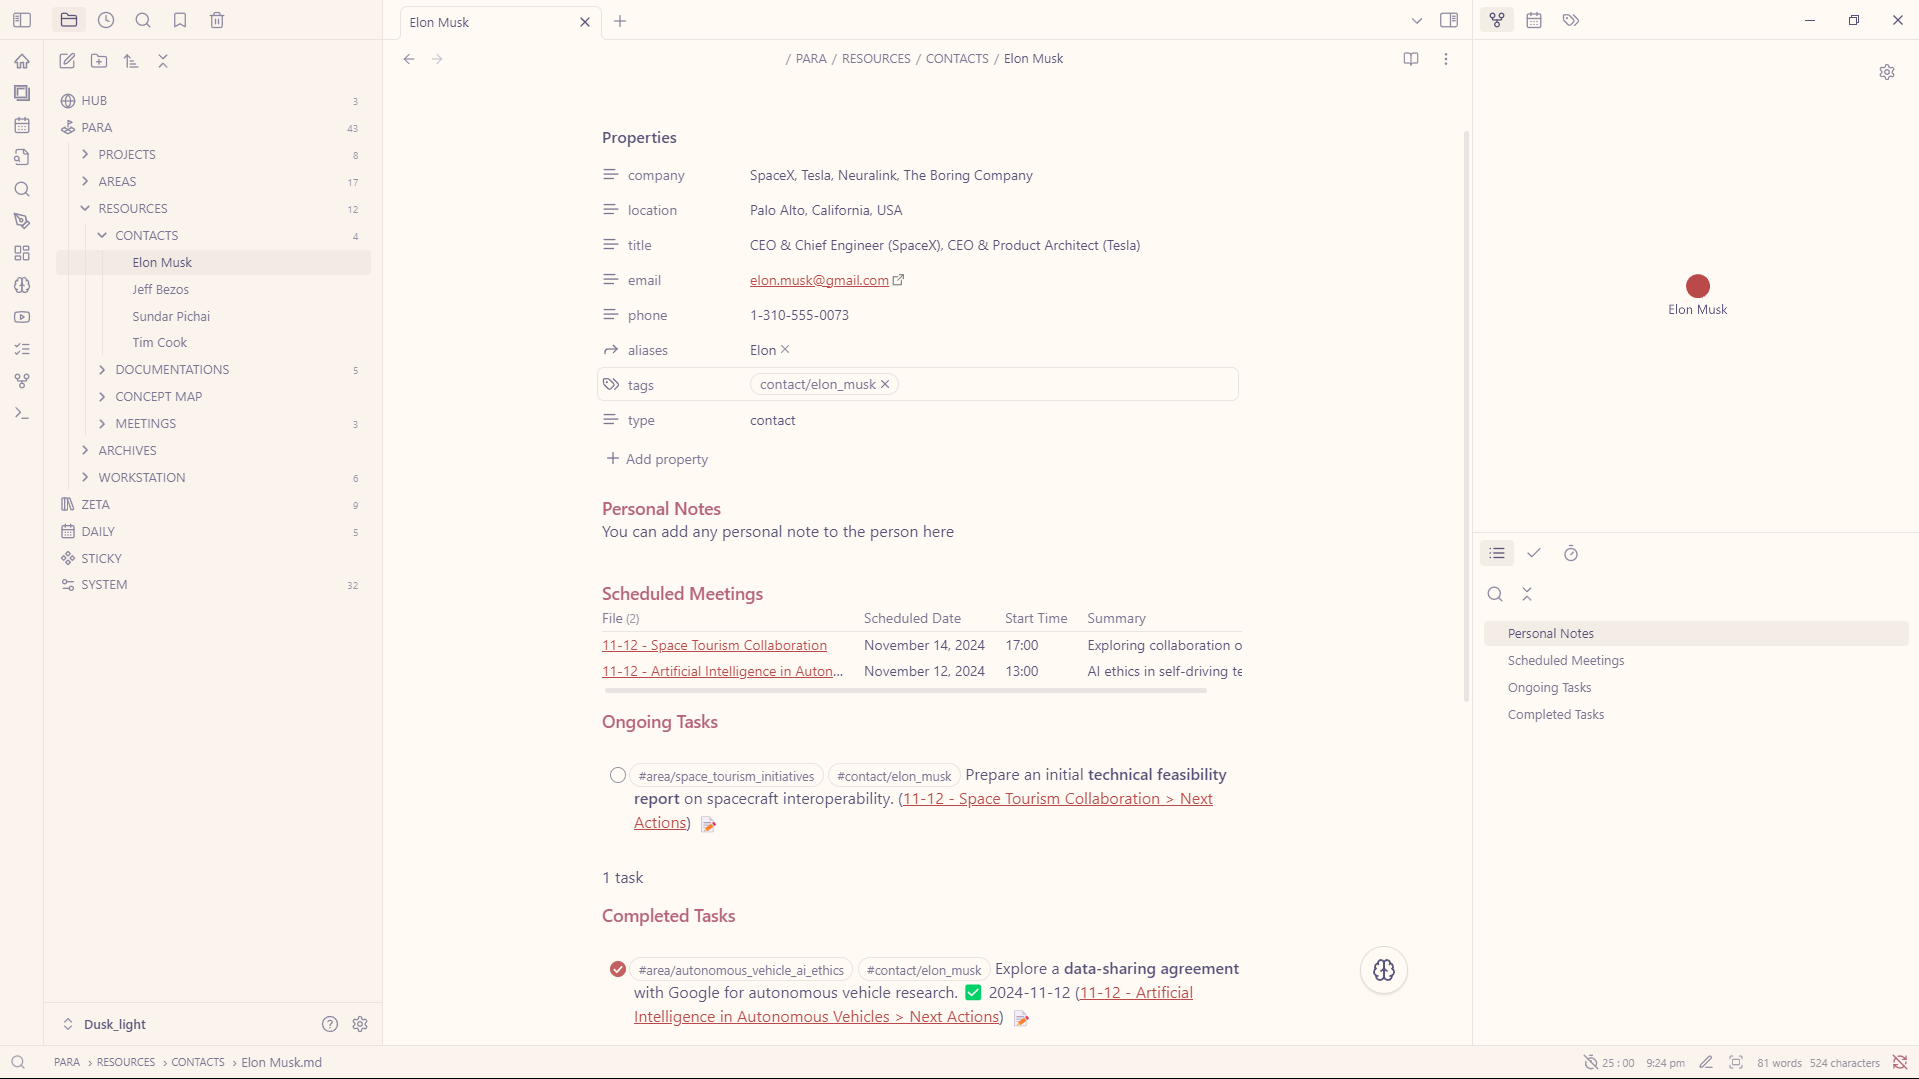 Elon Musk
/ PARA / RESOURCES / CONTACTS / Elon Musk
HUB 3
PARA 43
PROJECTS 8
AREAS 17
RESOURCES 12
CONTACTS 4
Elon Musk
Jeff Bezos
Sundar Pichai
Tim Cook
DOCUMENTATIONS 5
CONCEPT MAP
MEETINGS 3
ARCHIVES
WORKSTATION 6
ZETA 9
DAILY 5
STICKY
SYSTEM 32
Dusk_light
Properties
company SpaceX, Tesla, Neuralink, The Boring Company
location Palo Alto, California, USA
title CEO & Chief Engineer (SpaceX), CEO & Product Architect (Tesla)
email elon.musk@gmail.com
phone 1-310-555-0073
aliases Elon
tags contact/elon_musk
type contact
Add property
Personal Notes
You can add any personal note to the person here
Scheduled Meetings
File (2) Scheduled Date Start Time Summary
11-12 - Space Tourism Collaboration November 14, 2024 17:00 Exploring collaboration o
11-12 - Artificial Intelligence in Auton... November 12, 2024 13:00 AI ethics in self-driving te
Ongoing Tasks
#area/space_tourism_initiatives #contact/elon_musk Prepare an initial technical feasibility
report on spacecraft interoperability. (11-12 - Space Tourism Collaboration > Next
Actions) 📝
1 task
Completed Tasks
#area/autonomous_vehicle_ai_ethics #contact/elon_musk Explore a data-sharing agreement
with Google for autonomous vehicle research. ✅ 2024-11-12 (11-12 - Artificial
Intelligence in Autonomous Vehicles > Next Actions) 📝
Elon Musk
Personal Notes
Scheduled Meetings
Ongoing Tasks
Completed Tasks
PARA > RESOURCES > CONTACTS > Elon Musk.md
25 : 00 9:24 pm 81 words 524 characters